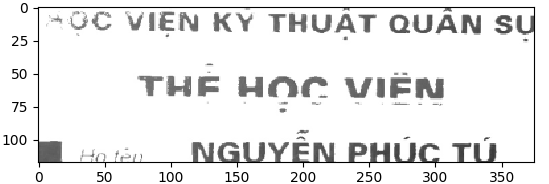 HỌC VIỆN KỸ THUẬT QUÂN SỰ
THẺ HỌC VIÊN
Họ tên NGUYỄN PHÚC TÚ
0
25
50
75
100
0 50 100 150 200 250 300 350